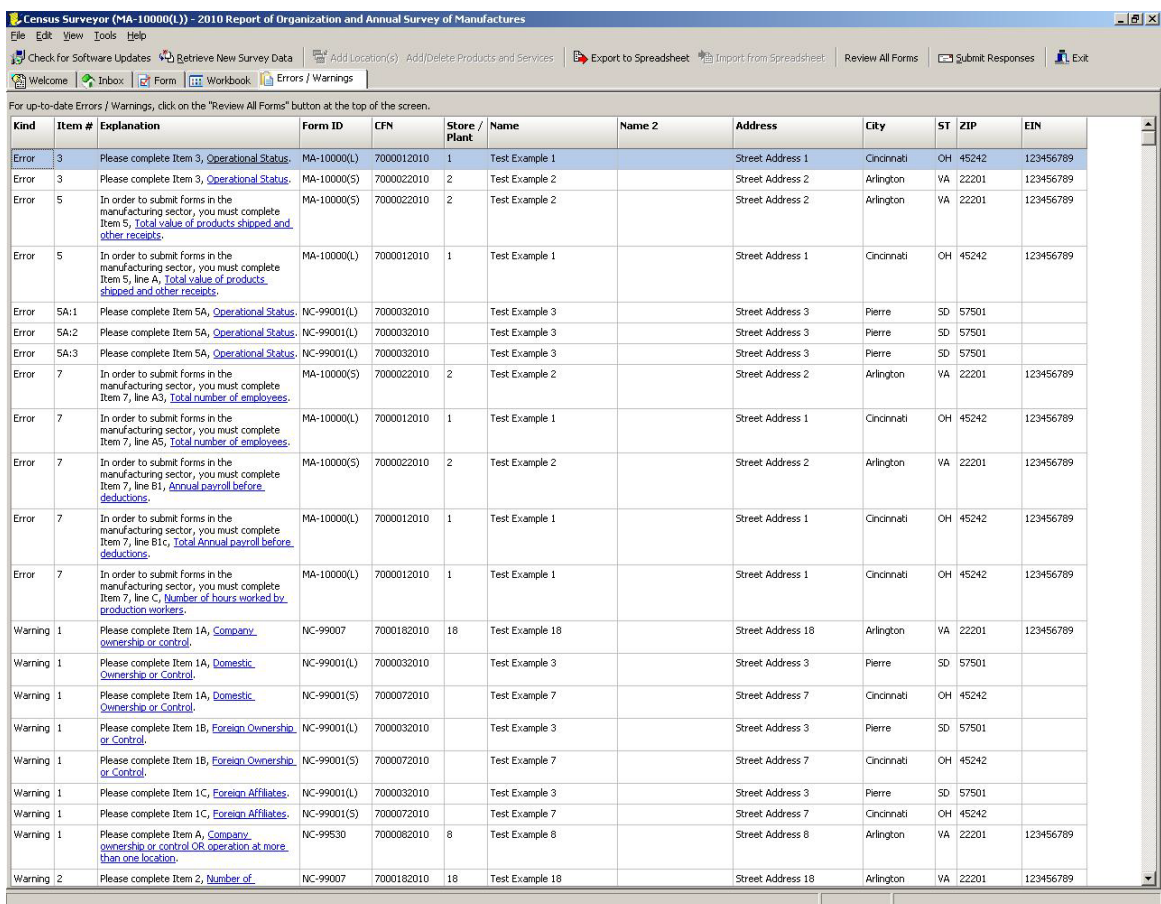 Census Surveyor (MA-10000(L)) - 2010 Report of Organization and Annual Survey of Manufactures
File Edit View Tools Help
Check for Software Updates Retrieve New Survey Data Add Location(s) Add/Delete Products and Services Export to Spreadsheet Import from Spreadsheet Review All Forms Submit Responses Exit
Welcome Inbox Form Workbook Errors / Warnings
For up-to-date Errors / Warnings, click on the "Review All Forms" button at the top of the screen.
Kind Item # Explanation Form ID CFN Store / Name Name 2 Address City ST ZIP EIN
Plant
Error 3 Please complete Item 3, Operational Status. MA-10000(L) 7000012010 1 Test Example 1 Street Address 1 Cincinnati OH 45242 123456789
Error 3 Please complete Item 3, Operational Status. MA-10000(S) 7000022010 2 Test Example 2 Street Address 2 Arlington VA 22201 123456789
Error 5 In order to submit forms in the MA-10000(S) 7000022010 2 Test Example 2 Street Address 2 Arlington VA 22201 123456789
manufacturing sector, you must complete
Item 5, Total value of products shipped and
other receipts.
Error 5 In order to submit forms in the MA-10000(L) 7000012010 1 Test Example 1 Street Address 1 Cincinnati OH 45242 123456789
manufacturing sector, you must complete
Item 5, line A, Total value of products
shipped and other receipts.
Error 5A:1 Please complete Item 5A, Operational Status. NC-99001(L) 7000032010 Test Example 3 Street Address 3 Pierre SD 57501
Error 5A:2 Please complete Item 5A, Operational Status. NC-99001(L) 7000032010 Test Example 3 Street Address 3 Pierre SD 57501
Error 5A:3 Please complete Item 5A, Operational Status. NC-99001(L) 7000032010 Test Example 3 Street Address 3 Pierre SD 57501
Error 7 In order to submit forms in the MA-10000(S) 7000022010 2 Test Example 2 Street Address 2 Arlington VA 22201 123456789
manufacturing sector, you must complete
Item 7, line A3, Total number of employees.
Error 7 In order to submit forms in the MA-10000(L) 7000012010 1 Test Example 1 Street Address 1 Cincinnati OH 45242 123456789
manufacturing sector, you must complete
Item 7, line A5, Total number of employees.
Error 7 In order to submit forms in the MA-10000(S) 7000022010 2 Test Example 2 Street Address 2 Arlington VA 22201 123456789
manufacturing sector, you must complete
Item 7, line B1, Annual payroll before
deductions.
Error 7 In order to submit forms in the MA-10000(L) 7000012010 1 Test Example 1 Street Address 1 Cincinnati OH 45242 123456789
manufacturing sector, you must complete
Item 7, line B1c, Total Annual payroll before
deductions.
Error 7 In order to submit forms in the MA-10000(L) 7000012010 1 Test Example 1 Street Address 1 Cincinnati OH 45242 123456789
manufacturing sector, you must complete
Item 7, line C, Number of hours worked by
production workers.
Warning 1 Please complete Item 1A, Company NC-99007 7000182010 18 Test Example 18 Street Address 18 Arlington VA 22201 123456789
ownership or control.
Warning 1 Please complete Item 1A, Domestic NC-99001(L) 7000032010 Test Example 3 Street Address 3 Pierre SD 57501
Ownership or Control.
Warning 1 Please complete Item 1A, Domestic NC-99001(S) 7000072010 Test Example 7 Street Address 7 Cincinnati OH 45242
Ownership or Control.
Warning 1 Please complete Item 1B, Foreign Ownership NC-99001(L) 7000032010 Test Example 3 Street Address 3 Pierre SD 57501
or Control.
Warning 1 Please complete Item 1B, Foreign Ownership NC-99001(S) 7000072010 Test Example 7 Street Address 7 Cincinnati OH 45242
or Control.
Warning 1 Please complete Item 1C, Foreign Affiliates. NC-99001(L) 7000032010 Test Example 3 Street Address 3 Pierre SD 57501
Warning 1 Please complete Item 1C, Foreign Affiliates. NC-99001(S) 7000072010 Test Example 7 Street Address 7 Cincinnati OH 45242
Warning 1 Please complete Item A, Company NC-99530 7000082010 8 Test Example 8 Street Address 8 Arlington VA 22201 123456789
ownership or control OR operation at more
than one location.
Warning 2 Please complete Item 2, Number of NC-99007 7000182010 18 Test Example 18 Street Address 18 Arlington VA 22201 123456789